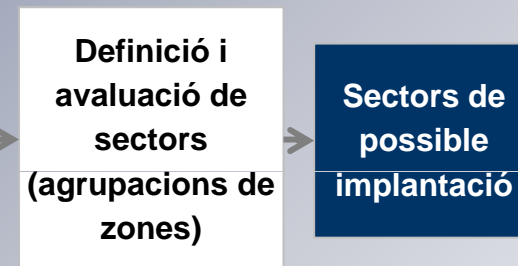 Definició i
avaluació de
sectors
(agrupacions de
zones)
Sectors de
possible
implantació